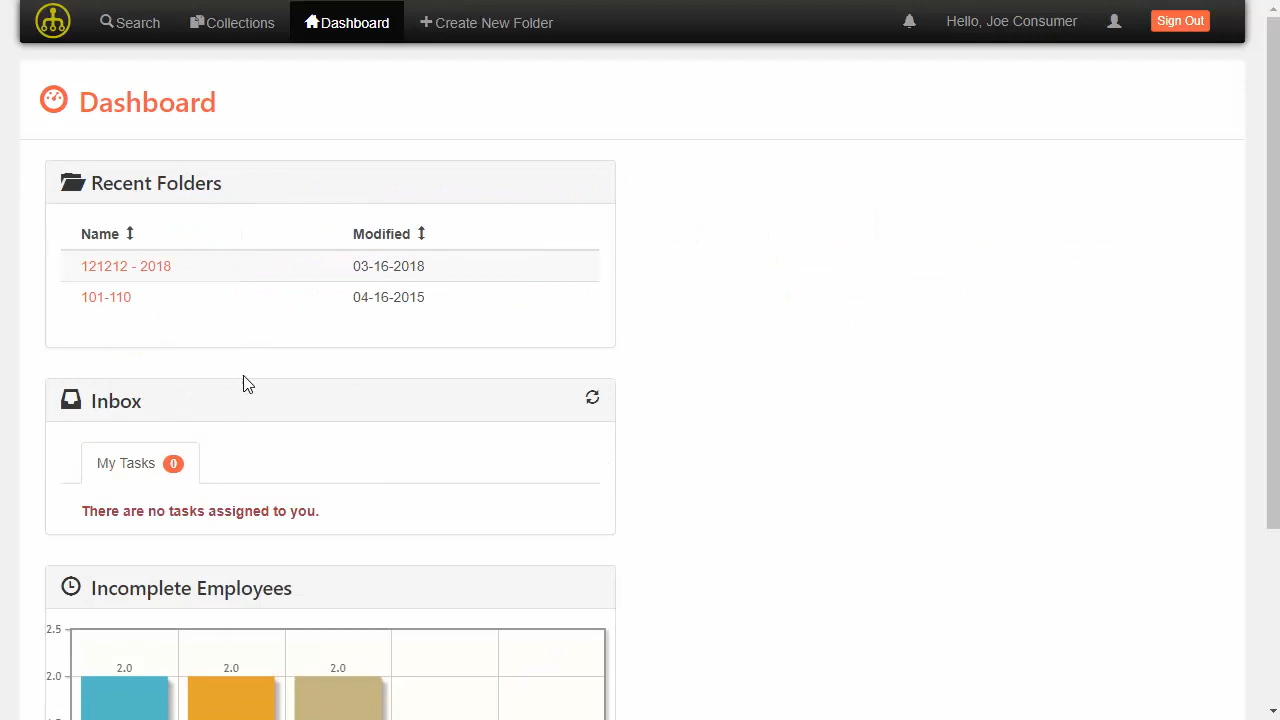 Search Collections Dashboard Create New Folder Hello, Joe Consumer Sign Out
Dashboard
Recent Folders
Name Modified
121212 - 2018 03-16-2018
101-110 04-16-2015
Inbox
My Tasks 0
There are no tasks assigned to you.
Incomplete Employees
2.5
2.0 2.0 2.0
2.0